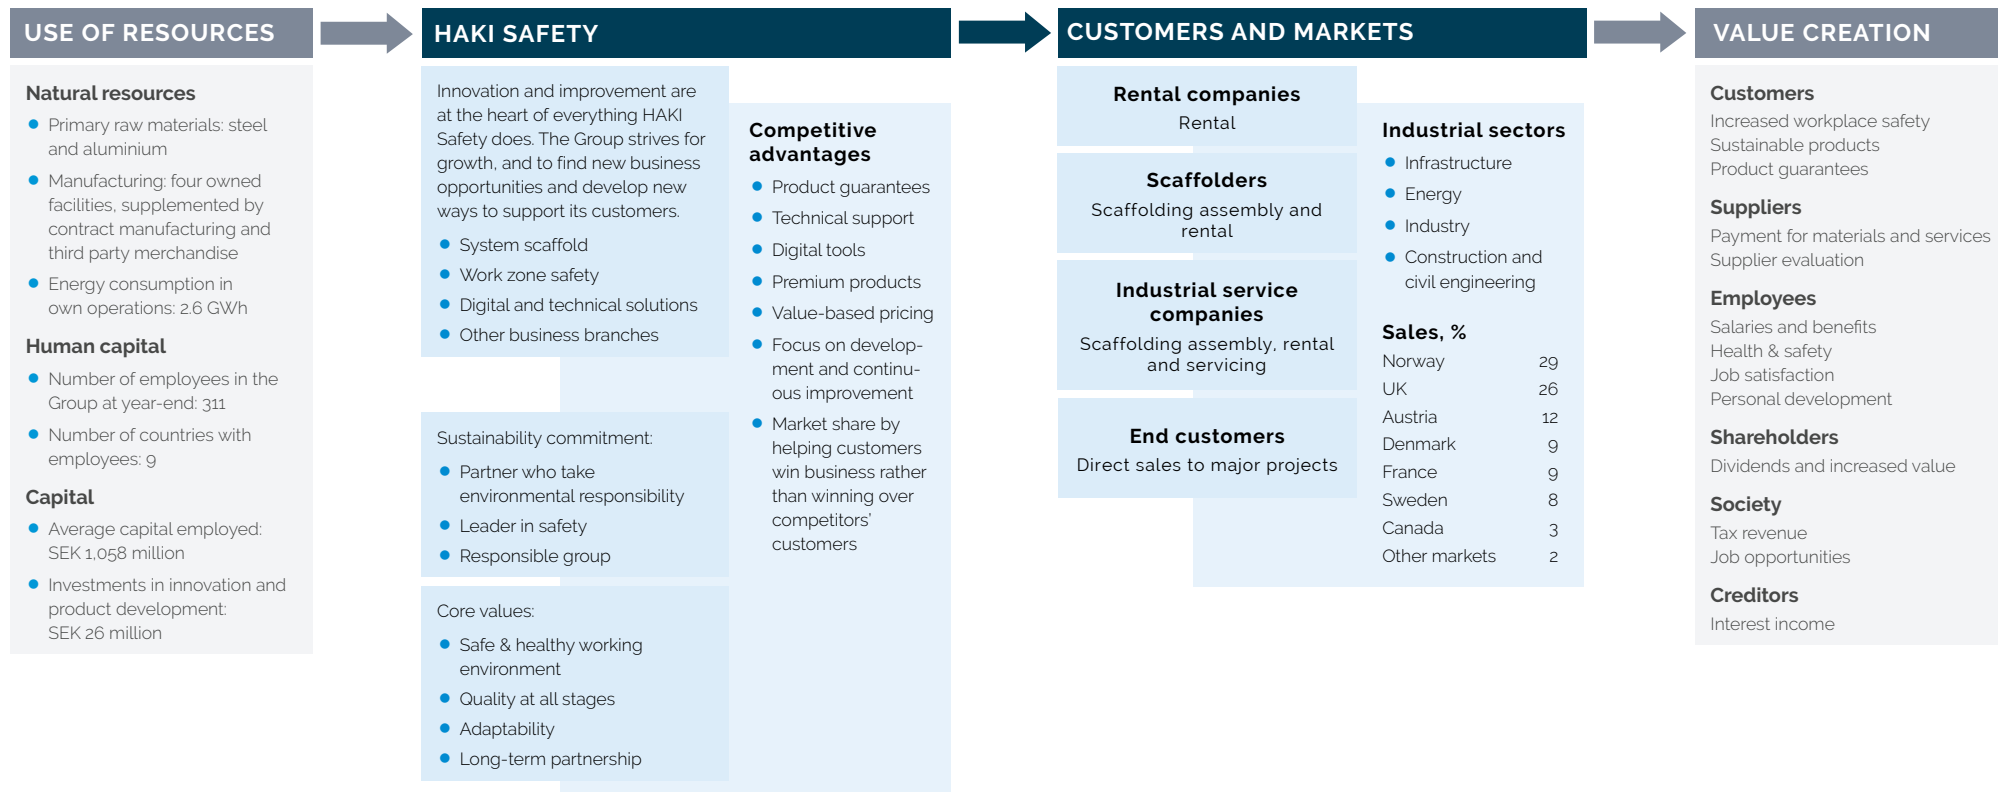 USE OF RESOURCES
Natural resources
Primary raw materials: steel
and aluminium
Manufacturing: four owned
facilities, supplemented by
contract manufacturing and
third party merchandise
Energy consumption in
own operations: 2.6 GWh
Human capital
Number of employees in the
Group at year-end: 311
Number of countries with
employees: 9
Capital
Average capital employed:
SEK 1,058 million
Investments in innovation and
product development:
SEK 26 million
HAKI SAFETY
Innovation and improvement are
at the heart of everything HAKI
Safety does. The Group strives for
growth, and to find new business
opportunities and develop new
ways to support its customers.
System scaffold
Work zone safety
Digital and technical solutions
Other business branches
Sustainability commitment:
Partner who take
environmental responsibility
Leader in safety
Responsible group
Core values:
Safe & healthy working
environment
Quality at all stages
Adaptability
Long-term partnership
Competitive
advantages
Product guarantees
Technical support
Digital tools
Premium products
Value-based pricing
Focus on develop-
ment and continu-
ous improvement
Market share by
helping customers
win business rather
than winning over
competitors'
customers
CUSTOMERS AND MARKETS
Rental companies
Rental
Scaffolders
Scaffolding assembly and
rental
Industrial service
companies
Scaffolding assembly, rental
and servicing
End customers
Direct sales to major projects
Industrial sectors
Infrastructure
Energy
Industry
Construction and
civil engineering
Sales, %
Norway 29
UK 26
Austria 12
Denmark 9
France 9
Sweden 8
Canada 3
Other markets 2
VALUE CREATION
Customers
Increased workplace safety
Sustainable products
Product guarantees
Suppliers
Payment for materials and services
Supplier evaluation
Employees
Salaries and benefits
Health & safety
Job satisfaction
Personal development
Shareholders
Dividends and increased value
Society
Tax revenue
Job opportunities
Creditors
Interest income